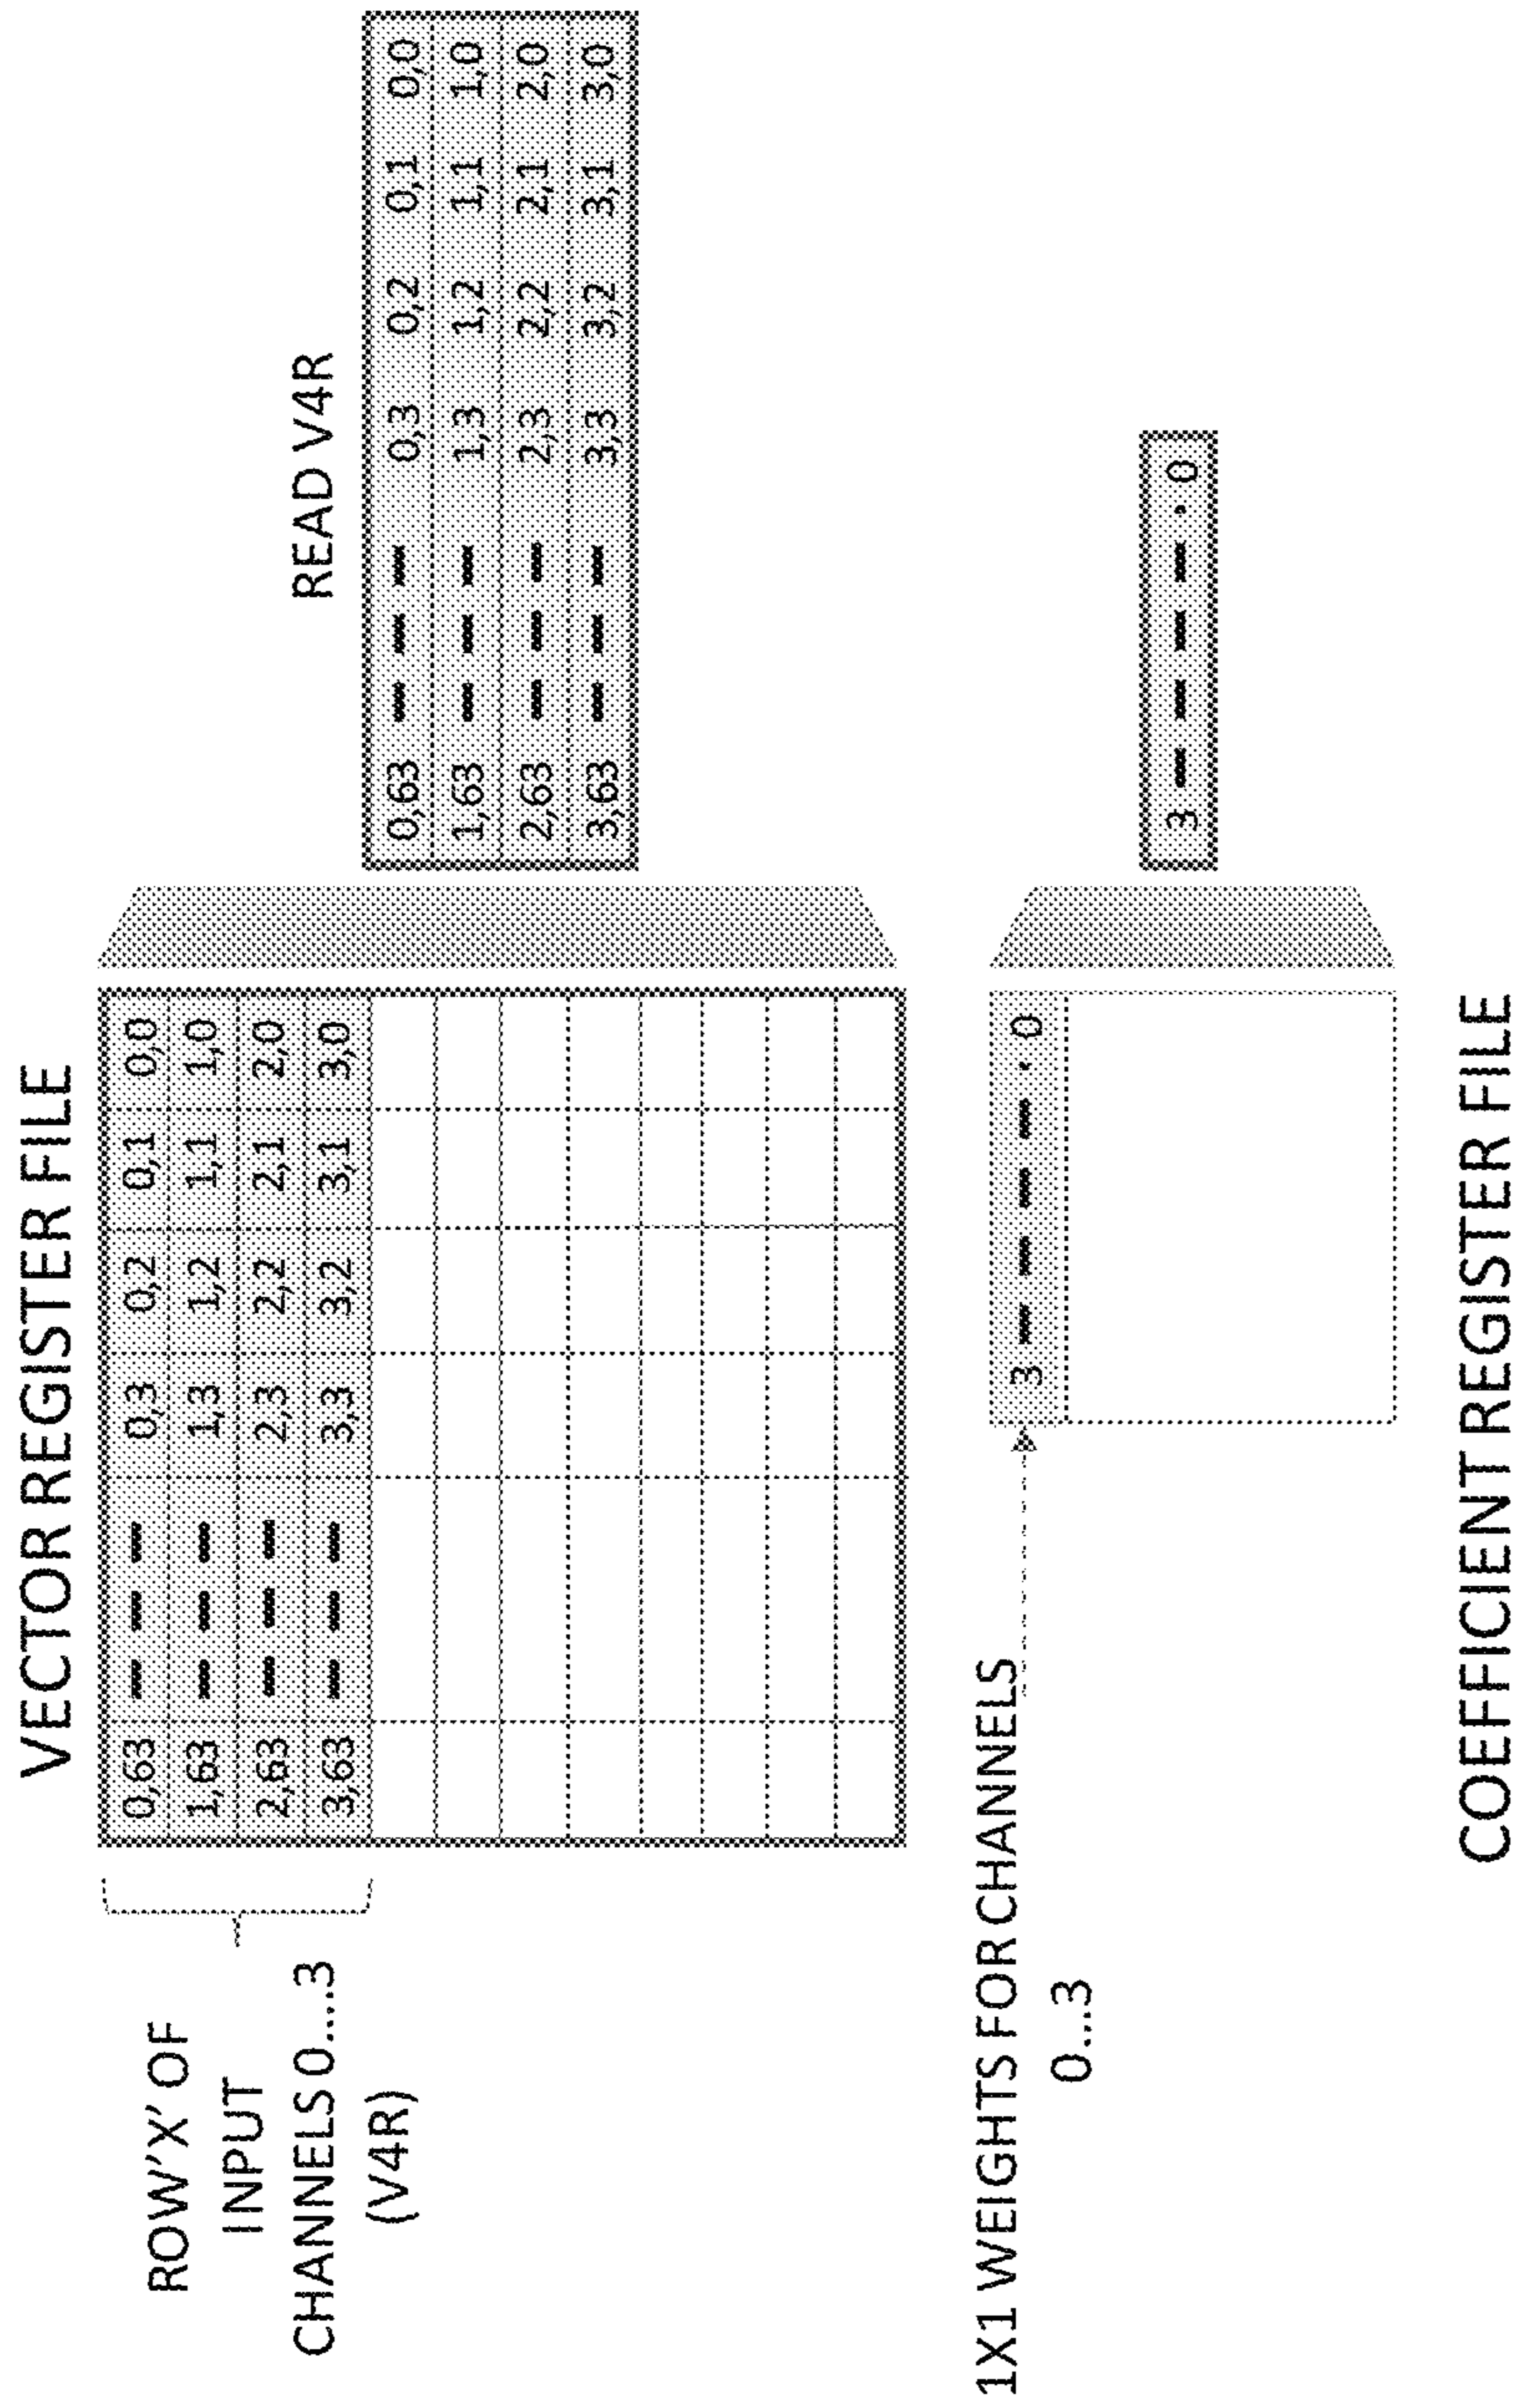 VECTOR REGISTER FILE
ROW'X' OF
INPUT
CHANNELS 0...3
(V4R)
0,63 — — — 0,3 0,2 0,1 0,0
1,63 — — — 1,3 1,2 1,1 1,0
2,63 — — — 2,3 2,2 2,1 2,0
3,63 — — — 3,3 3,2 3,1 3,0
READ V4R
0,63 — — — 0,3 0,2 0,1 0,0
1,63 — — — 1,3 1,2 1,1 1,0
2,63 — — — 2,3 2,2 2,1 2,0
3,63 — — — 3,3 3,2 3,1 3,0
1X1 WEIGHTS FOR CHANNELS
0...3
3 — — — — · 0
3 — — — — · 0
COEFFICIENT REGISTER FILE